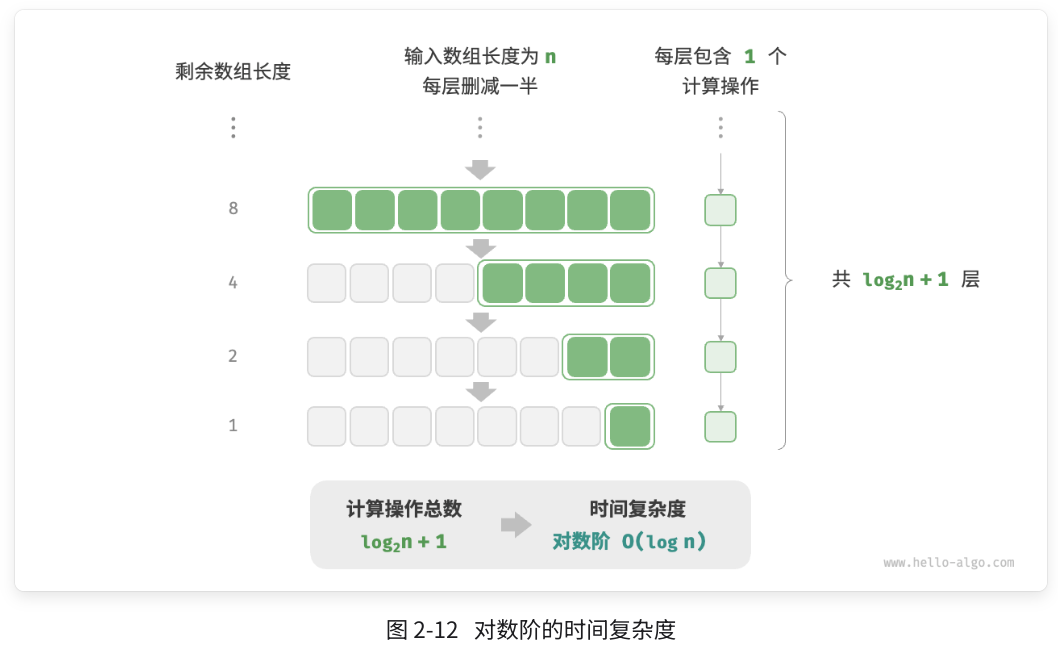 剩余数组长度
输入数组长度为 n
每层删减一半
每层包含 1 个
计算操作
8
4
2
1
共 log₂n + 1 层
计算操作总数
log₂n + 1
时间复杂度
对数阶 O(log n)
www.hello-algo.com
图 2-12 对数阶的时间复杂度